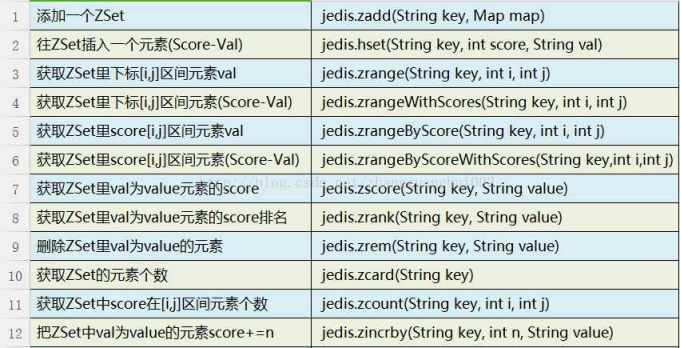 1 添加一个ZSet jedis.zadd(String key, Map map)
2 往ZSet插入一个元素(Score-Val) jedis.hset(String key, int score, String val)
3 获取ZSet里下标[i,j]区间元素val jedis.zrange(String key, int i, int j)
4 获取ZSet里下标[i,j]区间元素(Score-Val) jedis.zrangeWithScores(String key, int i, int j)
5 获取ZSet里score[i,j]区间元素val jedis.zrangeByScore(String key, int i, int j)
6 获取ZSet里score[i,j]区间元素(Score-Val) jedis.zrangeByScoreWithScores(String key,int i,int j)
7 获取ZSet里val为value元素的score jedis.zscore(String key, String value)
8 获取ZSet里val为value元素的score排名 jedis.zrank(String key, String value)
9 删除ZSet里val为value的元素 jedis.zrem(String key, String value)
10 获取ZSet的元素个数 jedis.zcard(String key)
11 获取ZSet中score在[i,j]区间元素个数 jedis.zcount(String key, int i, int j)
12 把ZSet中val为value的元素score+=n jedis.zincrby(String key, int n, String value)